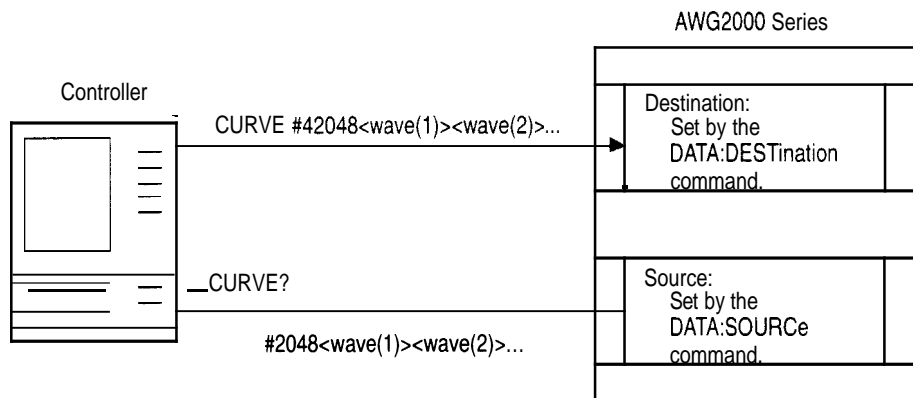 AWG2000 Series
Controller
CURVE #42048<wave(1)><wave(2)>...
Destination:
Set by the
DATA:DESTination
command.
CURVE?
#2048<wave(1)><wave(2)>...
Source:
Set by the
DATA:SOURCe
command.